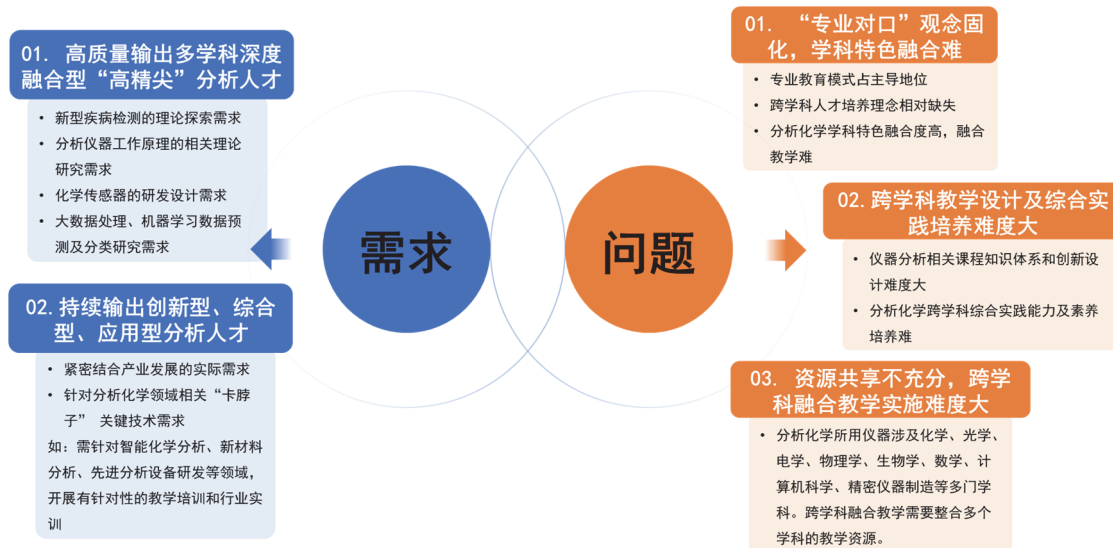 01. 高质量输出多学科深度
融合型“高精尖”分析人才
• 新型疾病检测的理论探索需求
• 分析仪器工作原理的相关理论
研究需求
• 化学传感器的研发设计需求
• 大数据处理、机器学习数据预
测及分类研究需求
02.持续输出创新型、综合
型、应用型分析人才
• 紧密结合产业发展的实际需求
• 针对分析化学领域相关“卡脖
子” 关键技术需求
如：需针对智能化学分析、新材料
分析、先进分析设备研发等领域，
开展有针对性的教学培训和行业实
训
需求
问题
01. “专业对口”观念固
化，学科特色融合难
• 专业教育模式占主导地位
• 跨学科人才培养理念相对缺失
• 分析化学学科特色融合度高，融合
教学难
02.跨学科教学设计及综合实
践培养难度大
• 仪器分析相关课程知识体系和创新设
计难度大
• 分析化学跨学科综合实践能力及素养
培养难
03. 资源共享不充分，跨学
科融合教学实施难度大
• 分析化学所用仪器涉及化学、光学、
电学、物理学、生物学、数学、计
算机科学、精密仪器制造等多门学
科。跨学科融合教学需要整合多个
学科的教学资源。